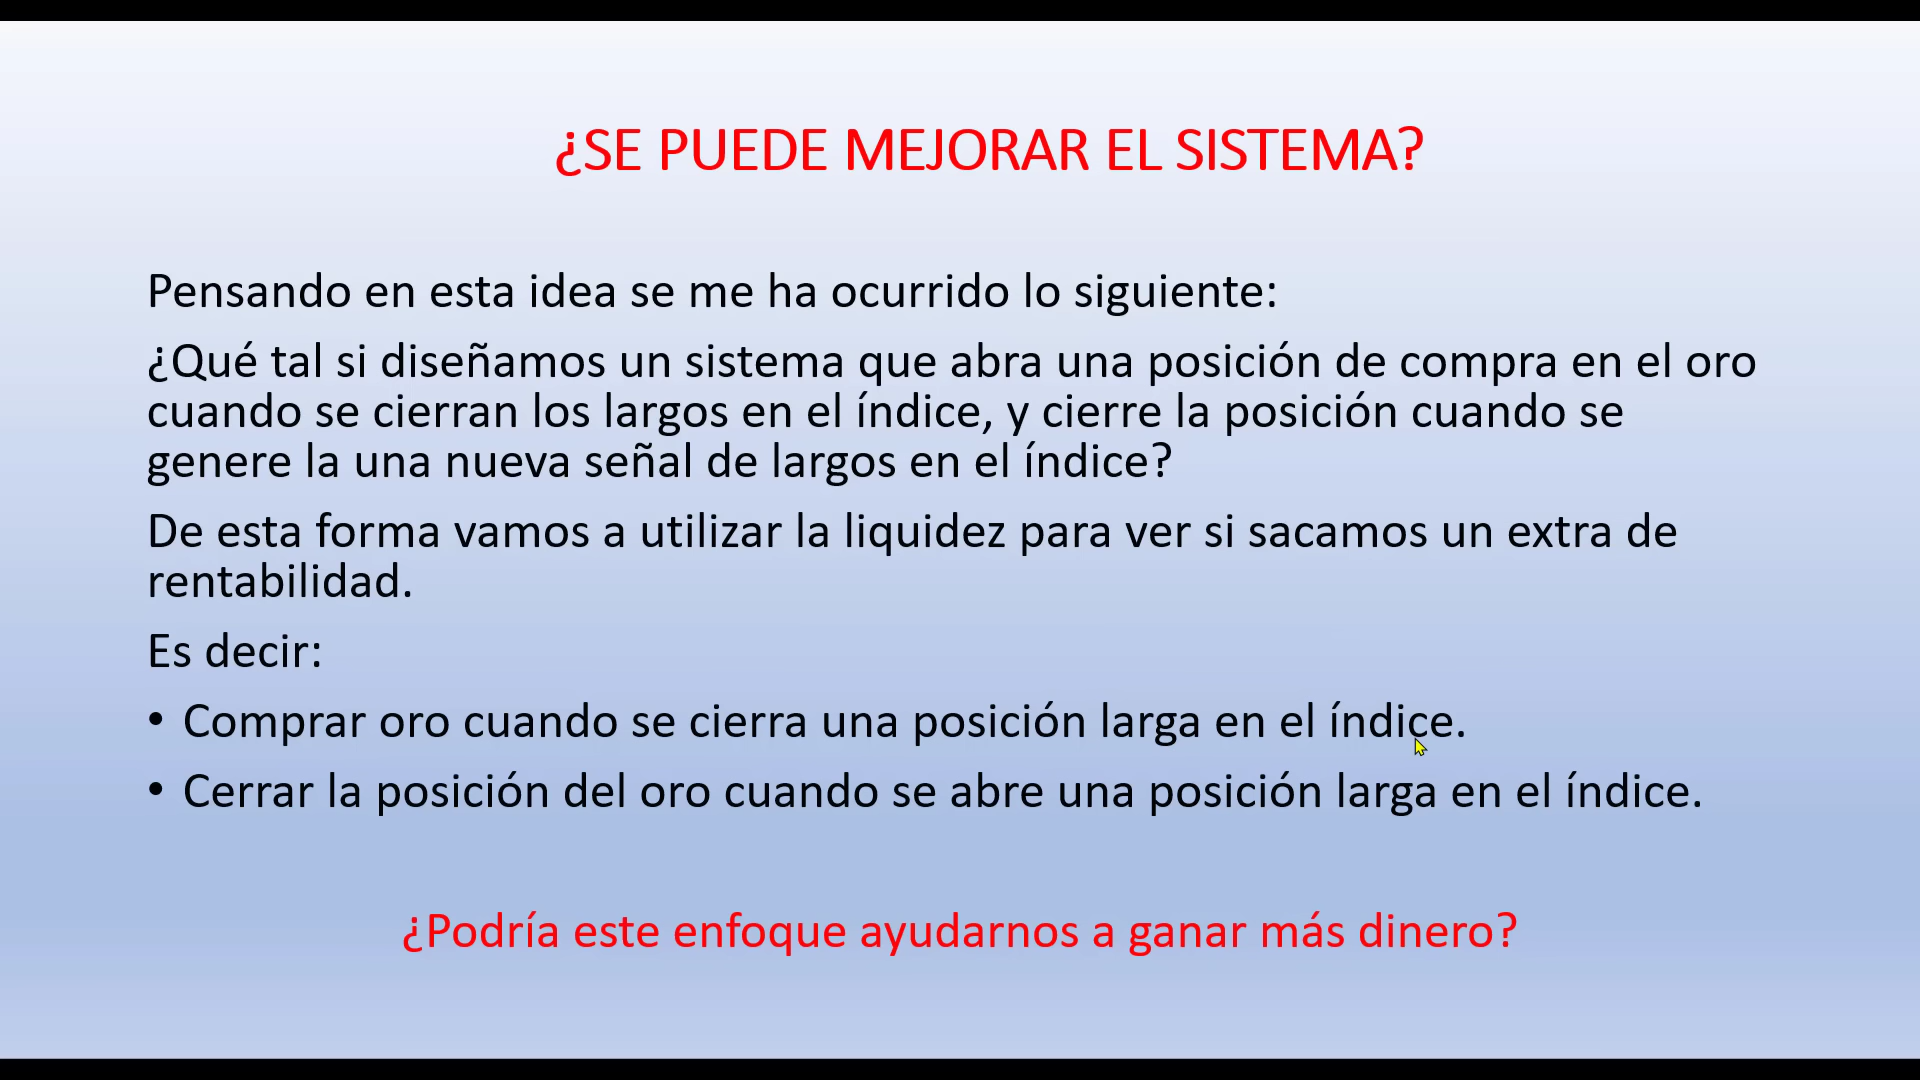 ¿SE PUEDE MEJORAR EL SISTEMA?
Pensando en esta idea se me ha ocurrido lo siguiente:
¿Qué tal si diseñamos un sistema que abra una posición de compra en el oro
cuando se cierran los largos en el índice, y cierre la posición cuando se
genere la una nueva señal de largos en el índice?
De esta forma vamos a utilizar la liquidez para ver si sacamos un extra de
rentabilidad.
Es decir:
• Comprar oro cuando se cierra una posición larga en el índice.
• Cerrar la posición del oro cuando se abre una posición larga en el índice.
¿Podría este enfoque ayudarnos a ganar más dinero?